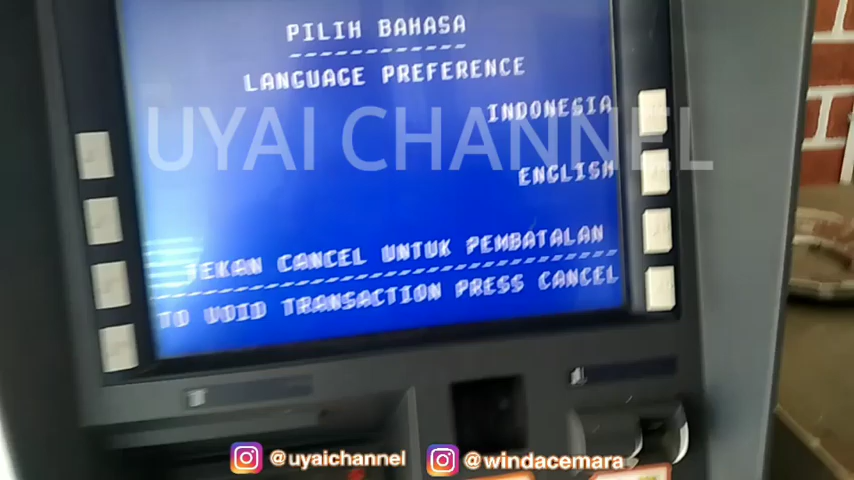 PILIH BAHASA
LANGUAGE PREFERENCE
INDONESIA
UYAI CHANNEL
ENGLISH
TEKAN CANCEL UNTUK PEMBATALAN
TO VOID TRANSACTION PRESS CANCEL
@uyaichannel @windacemara